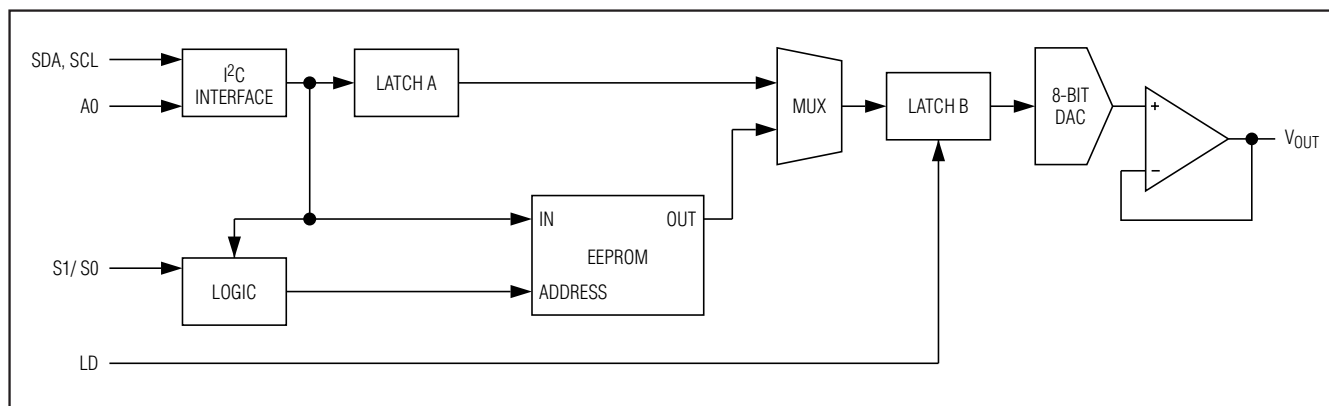 SDA, SCL
A0
I²C
INTERFACE
LATCH A
MUX
LATCH B
8-BIT
DAC
+
−
VOUT
S1/ S0
LOGIC
IN
OUT
EEPROM
ADDRESS
LD